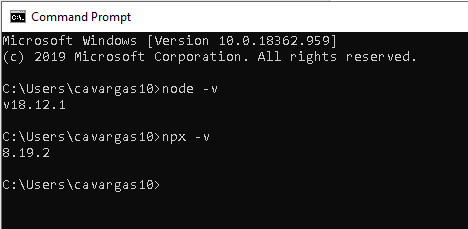 Command Prompt
Microsoft Windows [Version 10.0.18362.959]
(c) 2019 Microsoft Corporation. All rights reserved.
C:\Users\cavargas10>node -v
v18.12.1
C:\Users\cavargas10>npx -v
8.19.2
C:\Users\cavargas10>